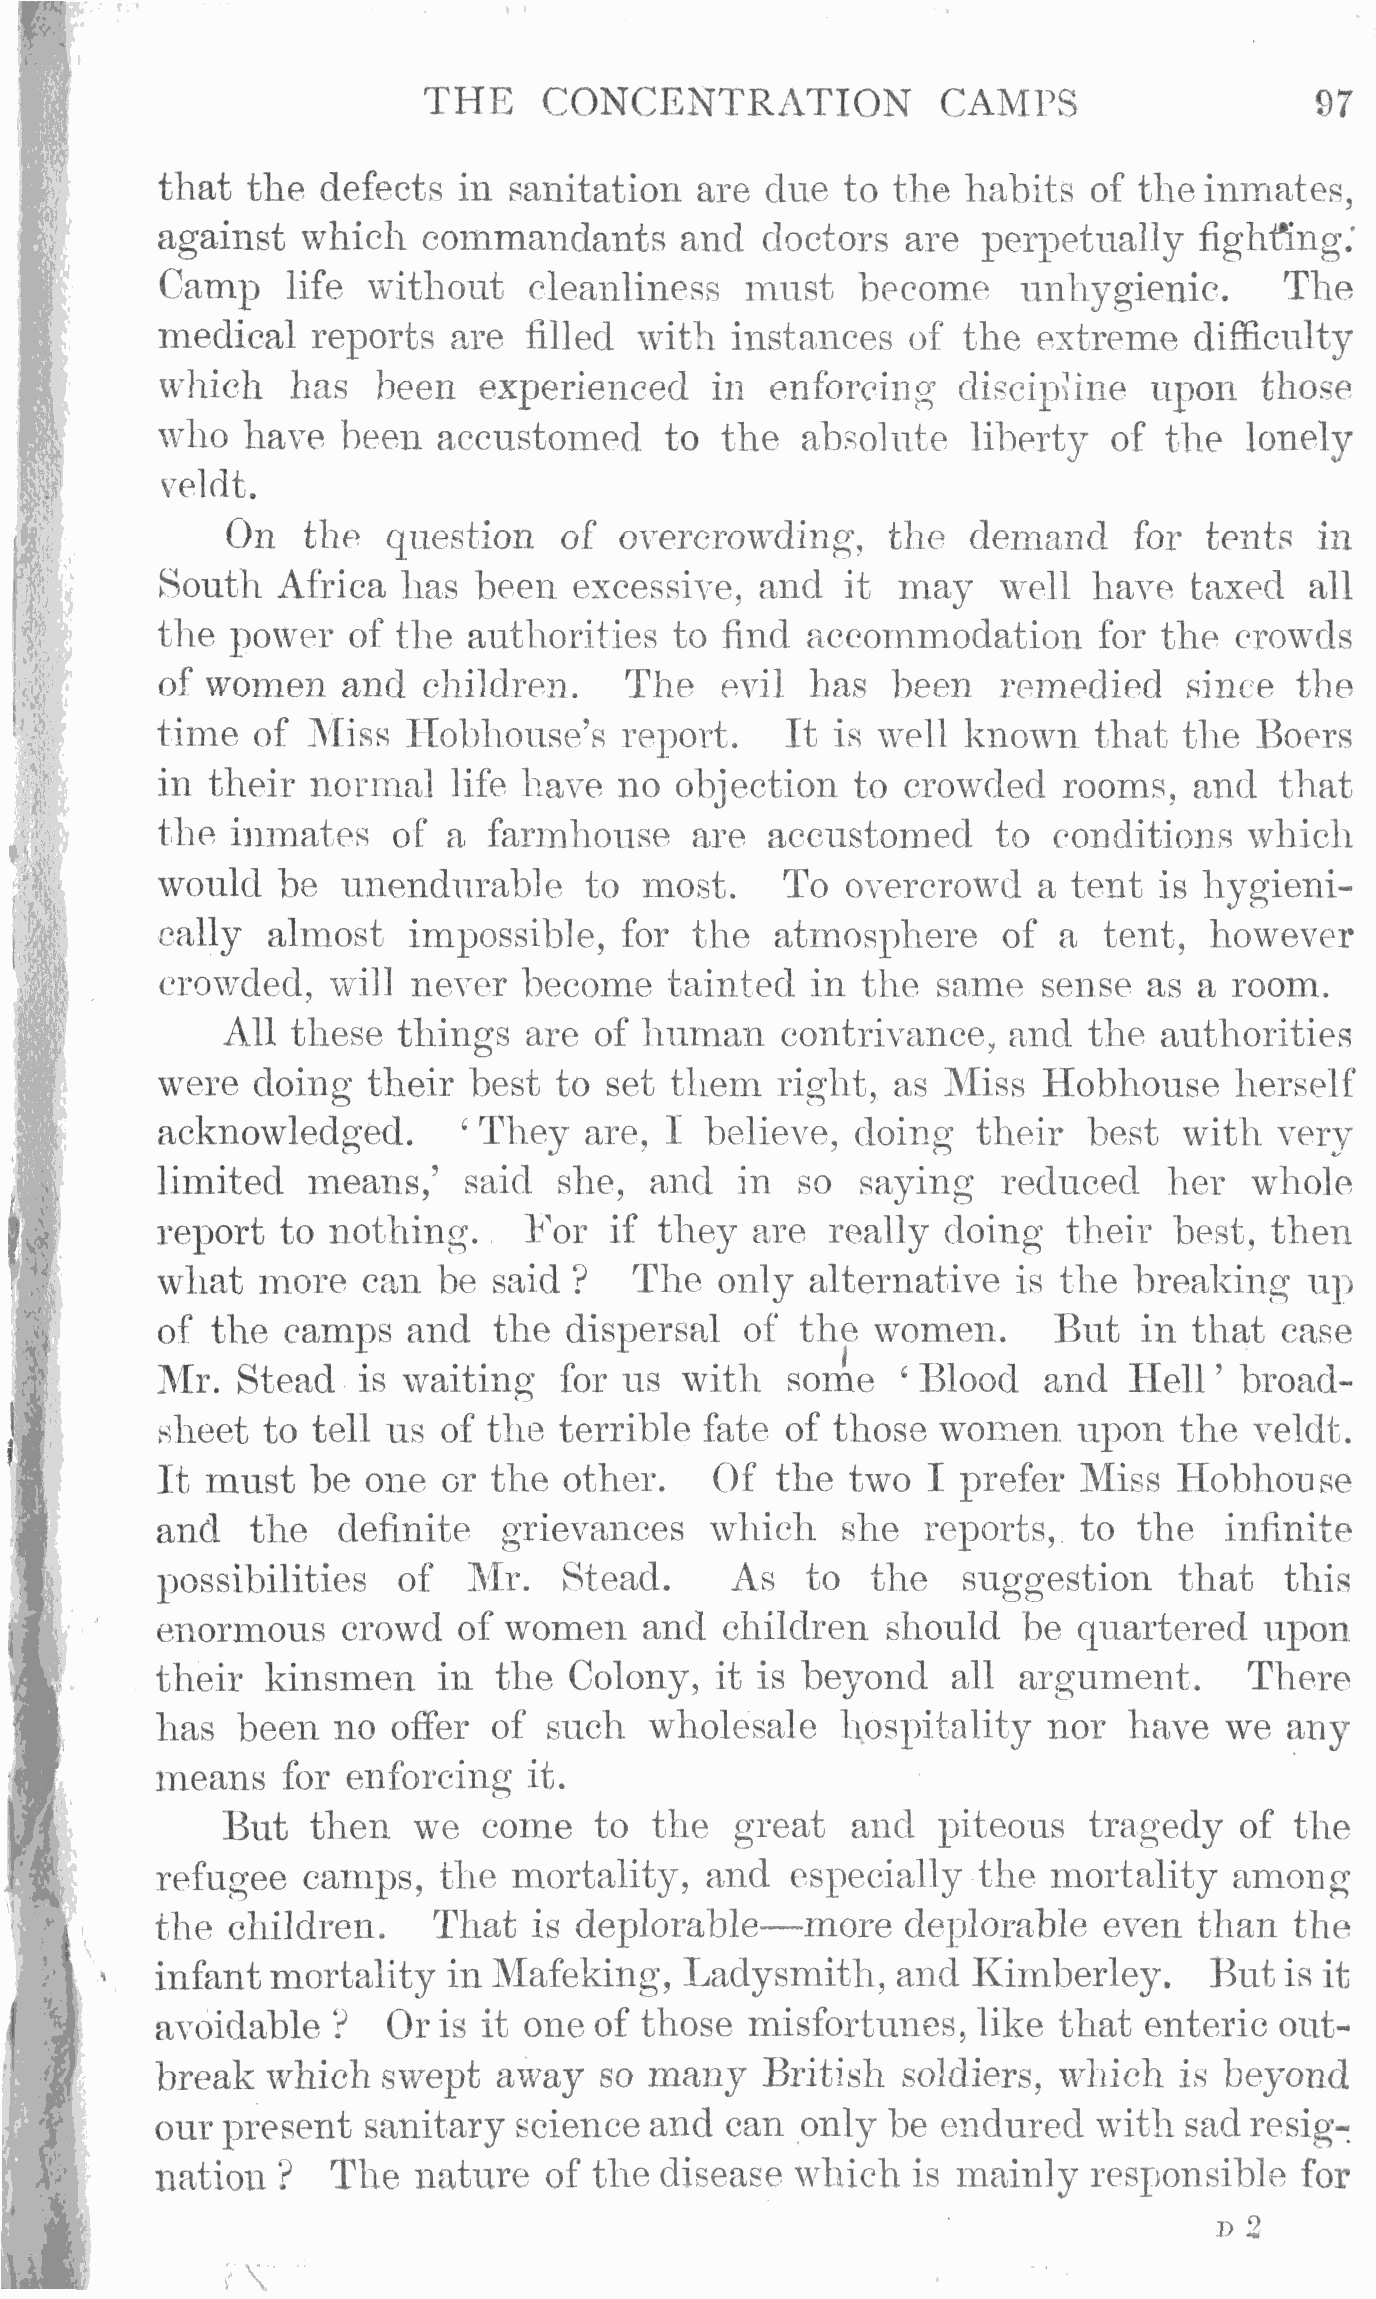 THE CONCENTRATION CAMPS 97
that the defects in sanitation are due to the habits of the inmates,
against which commandants and doctors are perpetually fighting.
Camp life without cleanliness must become unhygienic. The
medical reports are filled with instances of the extreme difficulty
which has been experienced in enforcing discipline upon those
who have been accustomed to the absolute liberty of the lonely
veldt.
On the question of overcrowding, the demand for tents in
South Africa has been excessive, and it may well have taxed all
the power of the authorities to find accommodation for the crowds
of women and children. The evil has been remedied since the
time of Miss Hobhouse's report. It is well known that the Boers
in their normal life have no objection to crowded rooms, and that
the inmates of a farmhouse are accustomed to conditions which
would be unendurable to most. To overcrowd a tent is hygieni-
cally almost impossible, for the atmosphere of a tent, however
crowded, will never become tainted in the same sense as a room.
All these things are of human contrivance, and the authorities
were doing their best to set them right, as Miss Hobhouse herself
acknowledged. ‘ They are, I believe, doing their best with very
limited means,’ said she, and in so saying reduced her whole
report to nothing. For if they are really doing their best, then
what more can be said ? The only alternative is the breaking up
of the camps and the dispersal of the women. But in that case
Mr. Stead is waiting for us with some ‘ Blood and Hell ’ broad-
sheet to tell us of the terrible fate of those women upon the veldt.
It must be one or the other. Of the two I prefer Miss Hobhouse
and the definite grievances which she reports, to the infinite
possibilities of Mr. Stead. As to the suggestion that this
enormous crowd of women and children should be quartered upon
their kinsmen in the Colony, it is beyond all argument. There
has been no offer of such wholesale hospitality nor have we any
means for enforcing it.
But then we come to the great and piteous tragedy of the
refugee camps, the mortality, and especially the mortality among
the children. That is deplorable—more deplorable even than the
infant mortality in Mafeking, Ladysmith, and Kimberley. But is it
avoidable ? Or is it one of those misfortunes, like that enteric out-
break which swept away so many British soldiers, which is beyond
our present sanitary science and can only be endured with sad resig-
nation ? The nature of the disease which is mainly responsible for
D 2